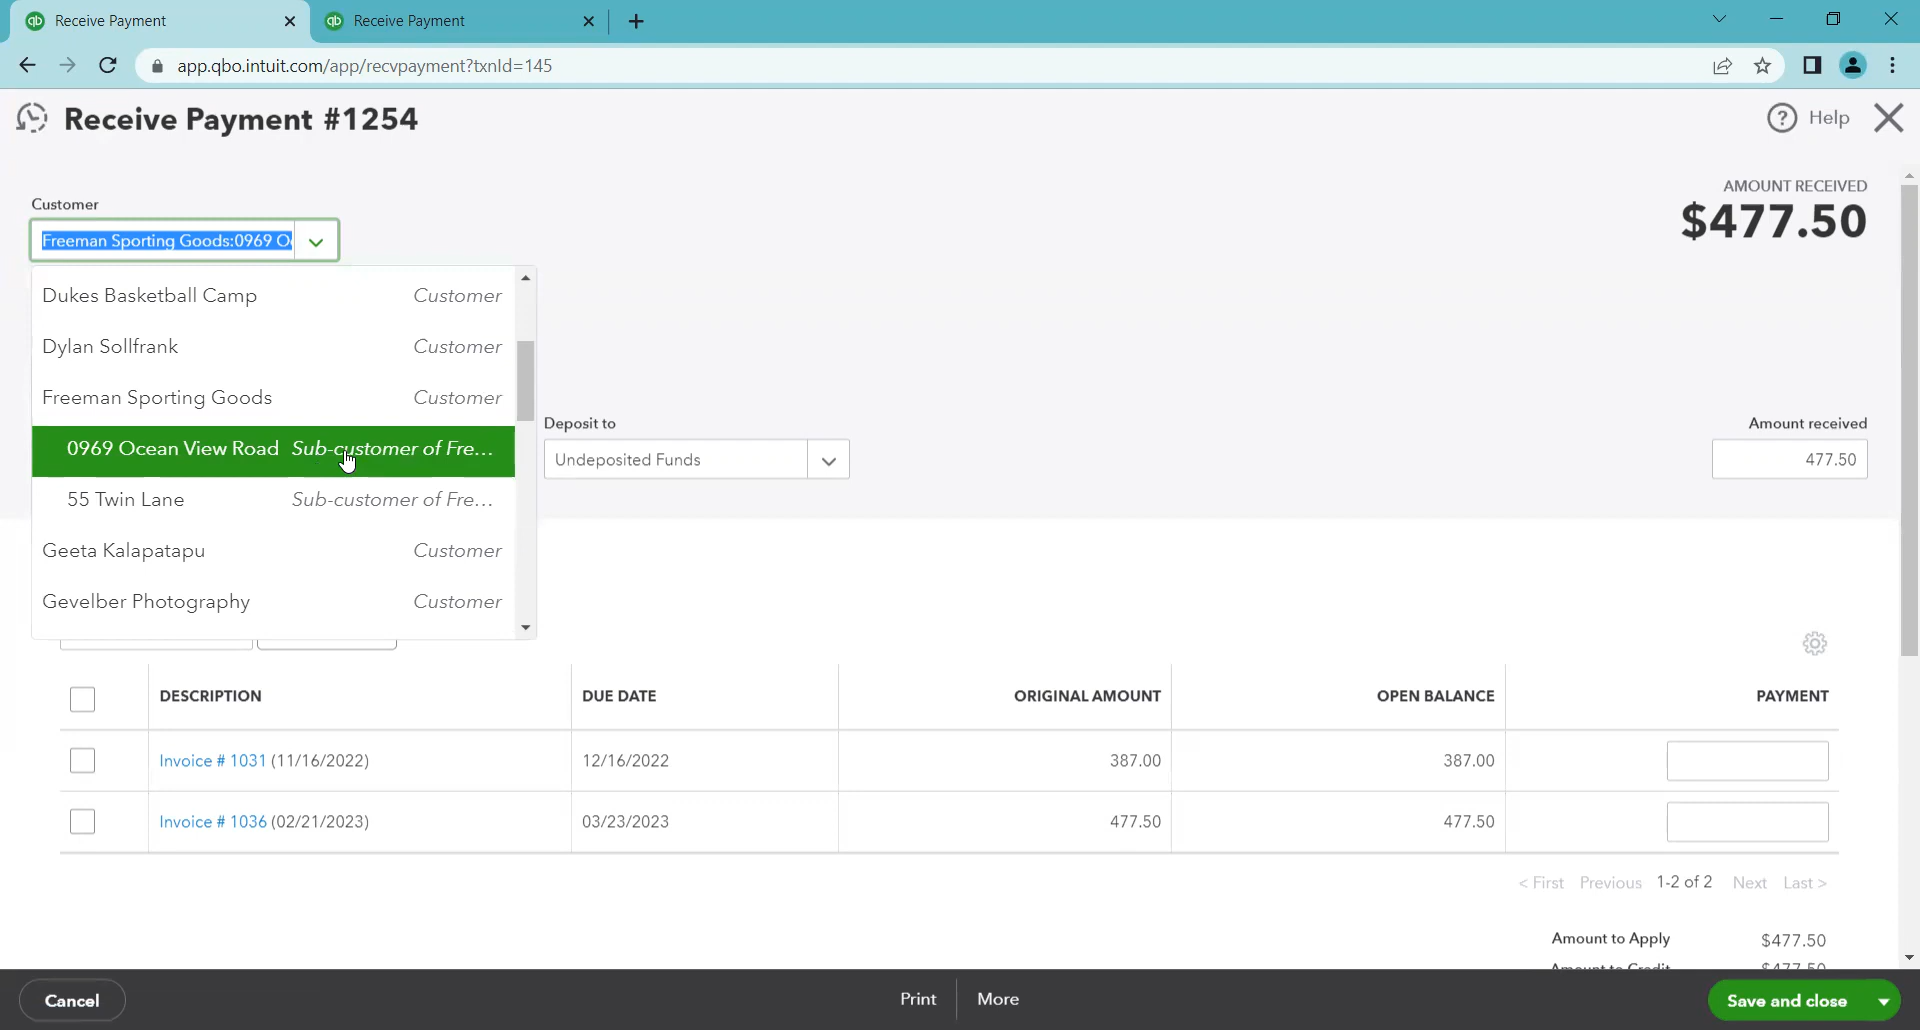 Receive Payment
Receive Payment
app.qbo.intuit.com/app/recvpayment?txnId=145
Receive Payment #1254
Help
Customer
AMOUNT RECEIVED
$477.50
Freeman Sporting Goods:0969
Dukes Basketball Camp Customer
Dylan Sollfrank Customer
Freeman Sporting Goods Customer
0969 Ocean View Road Sub-customer of Fre...
55 Twin Lane Sub-customer of Fre...
Geeta Kalapatapu Customer
Gevelber Photography Customer
Deposit to
Undeposited Funds
Amount received
477.50
DESCRIPTION DUE DATE ORIGINAL AMOUNT OPEN BALANCE PAYMENT
Invoice # 1031 (11/16/2022) 12/16/2022 387.00 387.00
Invoice # 1036 (02/21/2023) 03/23/2023 477.50 477.50
< First Previous 1-2 of 2 Next Last >
Amount to Apply $477.50
Amount to Credit $477.50
Cancel Print More Save and close